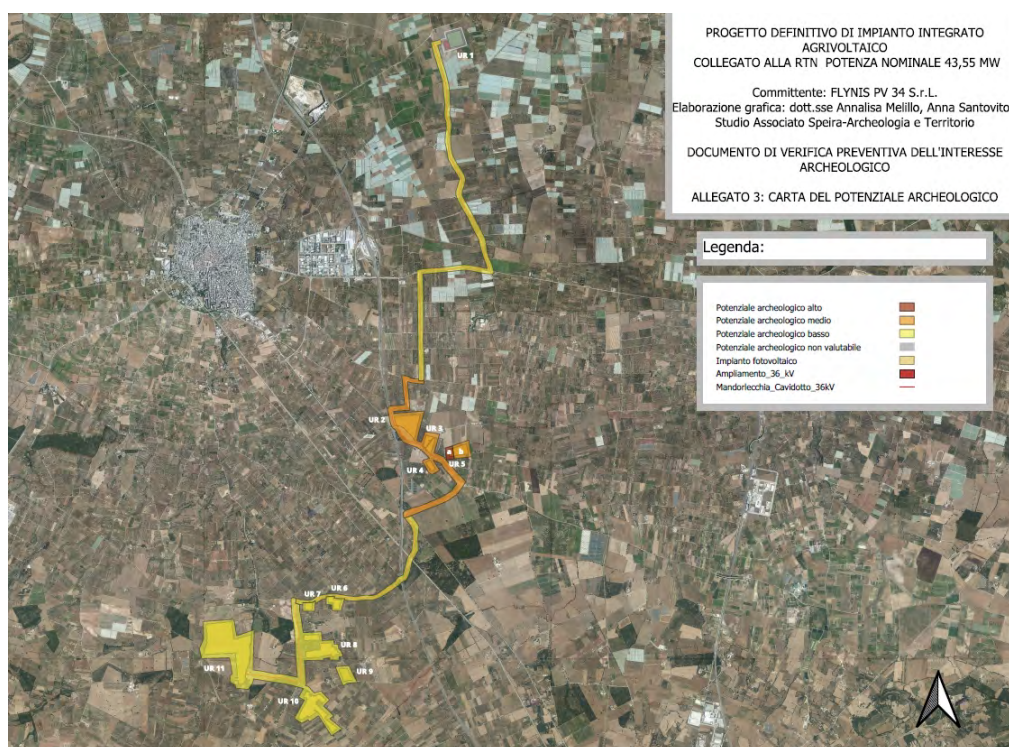 PROGETTO DEFINITIVO DI IMPIANTO INTEGRATO
AGRIVOLTAICO
COLLEGATO ALLA RTN POTENZA NOMINALE 43,55 MW
Committente: FLYNIS PV 34 S.r.L.
Elaborazione grafica: dott.sse Annalisa Melillo, Anna Santovito
Studio Associato Speira-Archeologia e Territorio
DOCUMENTO DI VERIFICA PREVENTIVA DELL'INTERESSE
ARCHEOLOGICO
ALLEGATO 3: CARTA DEL POTENZIALE ARCHEOLOGICO
Legenda:
Potenziale archeologico alto
Potenziale archeologico medio
Potenziale archeologico basso
Potenziale archeologico non valutabile
Impianto fotovoltaico
Ampliamento_36_kV
Mandorlecchia_Cavidotto_36kV
UR 1
UR 2
UR 3
a b
UR 4
UR 5
UR 6
UR 7
UR 8
UR 9
UR 11
UR 10